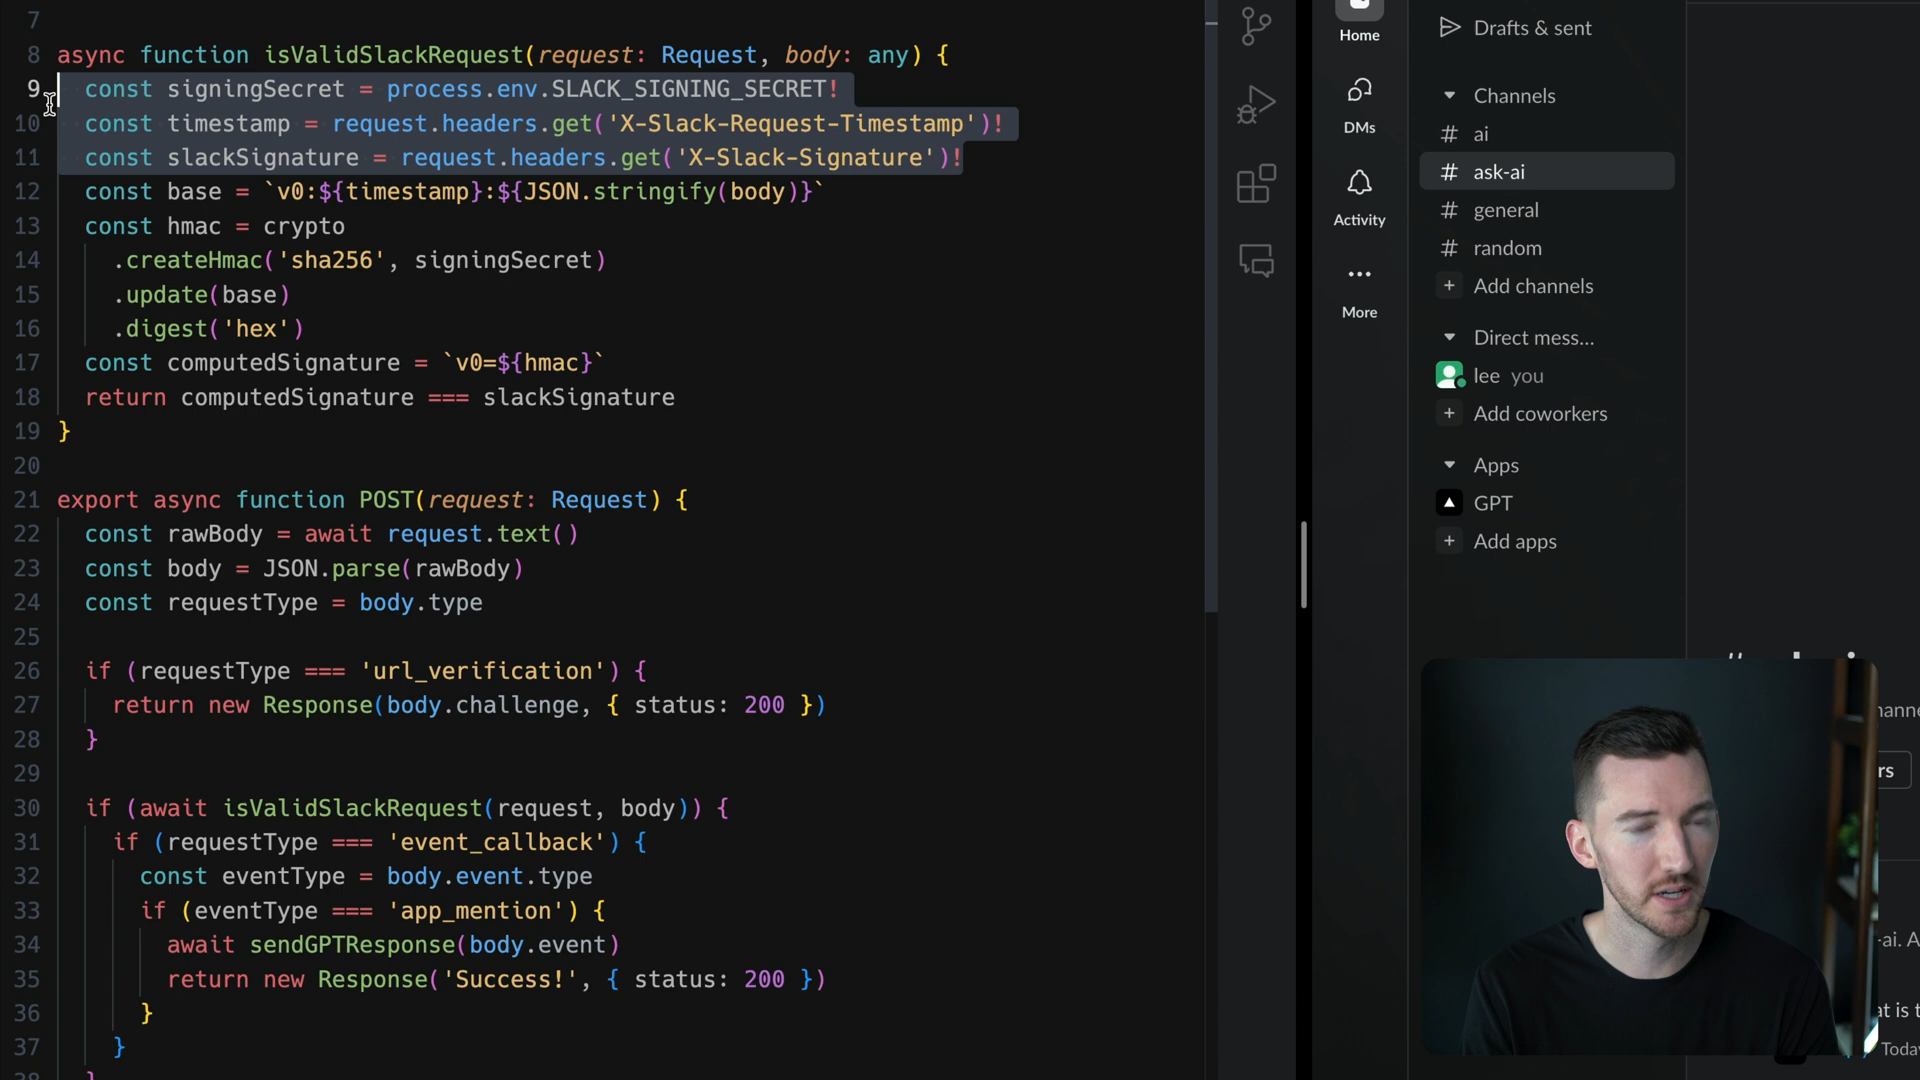 7
8 async function isValidSlackRequest(request: Request, body: any) {
9 const signingSecret = process.env.SLACK_SIGNING_SECRET!
10 const timestamp = request.headers.get('X-Slack-Request-Timestamp')!
11 const slackSignature = request.headers.get('X-Slack-Signature')!
12 const base = `v0:${timestamp}:${JSON.stringify(body)}`
13 const hmac = crypto
14 .createHmac('sha256', signingSecret)
15 .update(base)
16 .digest('hex')
17 const computedSignature = `v0=${hmac}`
18 return computedSignature === slackSignature
19 }
20
21 export async function POST(request: Request) {
22 const rawBody = await request.text()
23 const body = JSON.parse(rawBody)
24 const requestType = body.type
25
26 if (requestType === 'url_verification') {
27 return new Response(body.challenge, { status: 200 })
28 }
29
30 if (await isValidSlackRequest(request, body)) {
31 if (requestType === 'event_callback') {
32 const eventType = body.event.type
33 if (eventType === 'app_mention') {
34 await sendGPTResponse(body.event)
35 return new Response('Success!', { status: 200 })
36 }
37 }
Home
DMs
Activity
More
Drafts & sent
Channels
# ai
# ask-ai
# general
# random
+ Add channels
Direct mess...
lee you
+ Add coworkers
Apps
GPT
+ Add apps